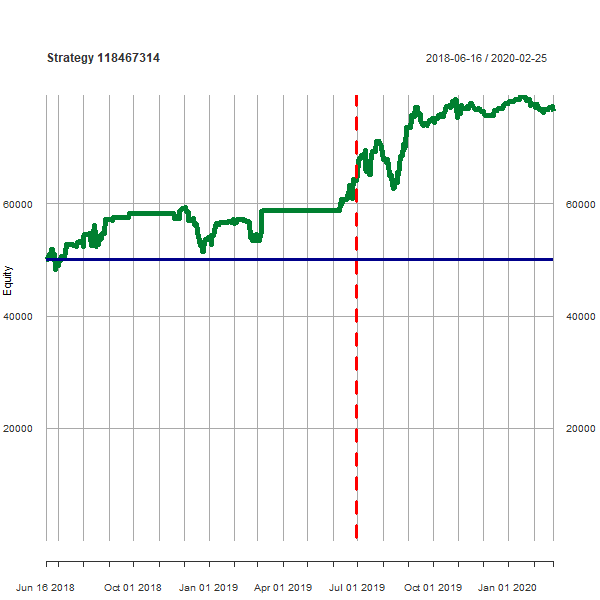 Strategy 118467314
2018-06-16 / 2020-02-25
60000 60000
Equity
40000 40000
20000 20000
Jun 16 2018 Oct 01 2018 Jan 01 2019 Apr 01 2019 Jul 01 2019 Oct 01 2019 Jan 01 2020